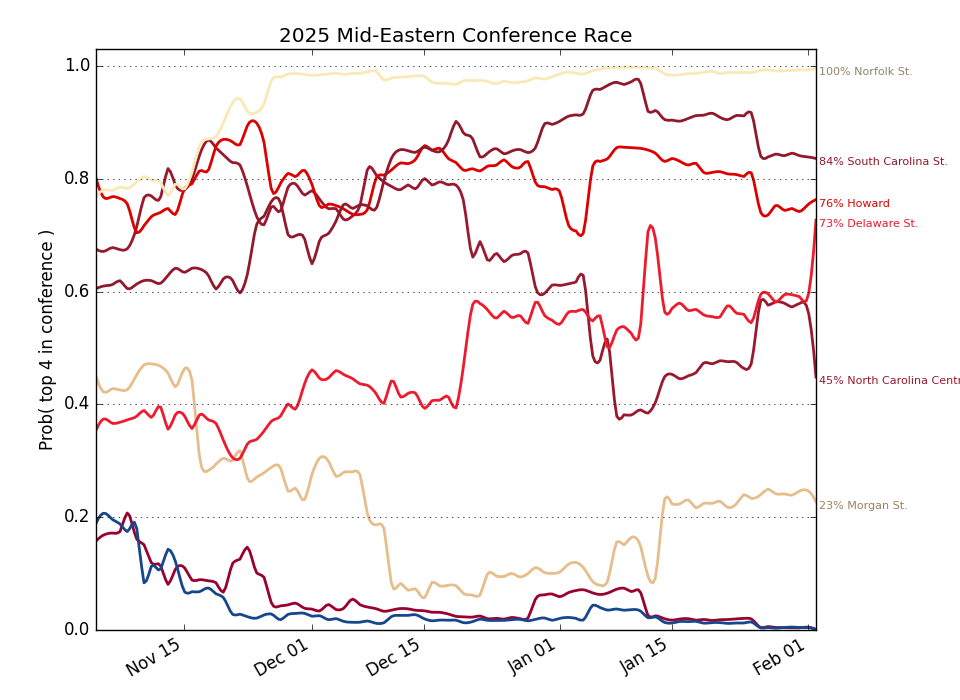 2025 Mid-Eastern Conference Race
Prob( top 4 in conference )
1.0
0.8
0.6
0.4
0.2
0.0
Nov 15
Dec 01
Dec 15
Jan 01
Jan 15
Feb 01
100% Norfolk St.
84% South Carolina St.
76% Howard
73% Delaware St.
45% North Carolina Centr
23% Morgan St.